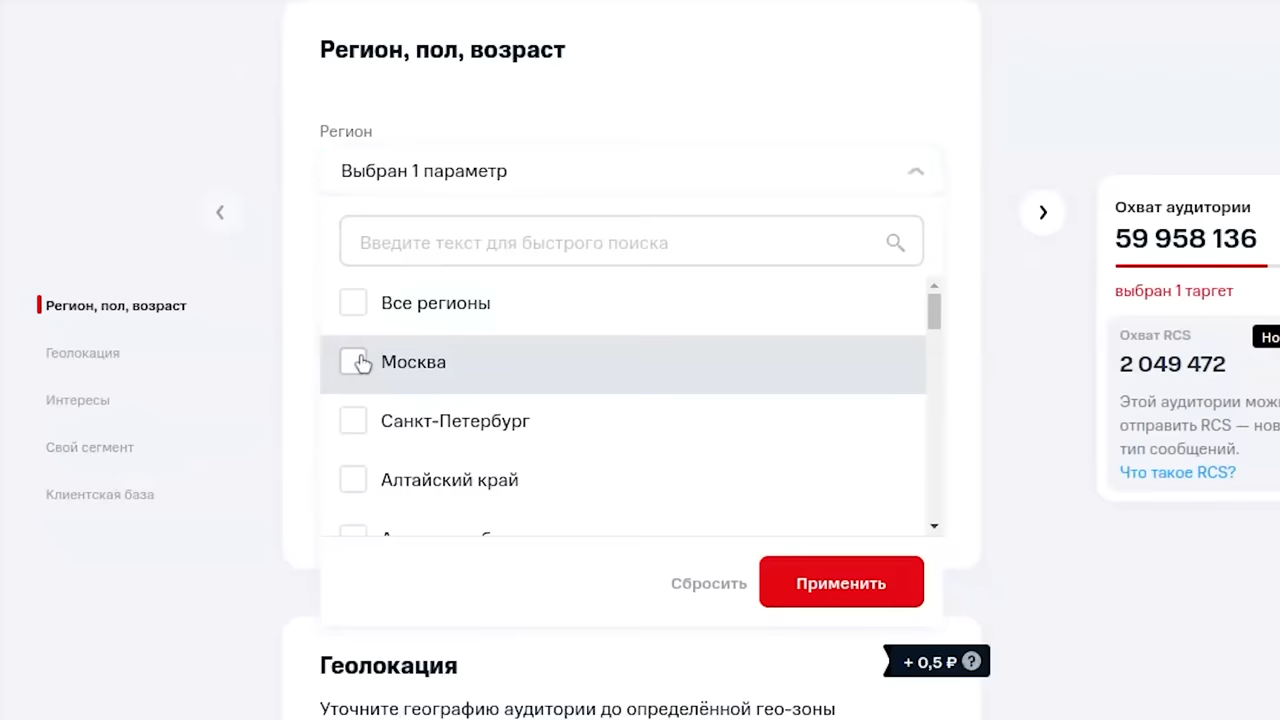 Регион, пол, возраст
Регион
Выбран 1 параметр
Введите текст для быстрого поиска
Все регионы
Москва
Санкт-Петербург
Алтайский край
Сбросить
Применить
Геолокация
+ 0,5 ₽ ?
Уточните географию аудитории до определённой гео-зоны
Регион, пол, возраст
Геолокация
Интересы
Свой сегмент
Клиентская база
Охват аудитории
59 958 136
выбран 1 таргет
Охват RCS
Но
2 049 472
Этой аудитории мож
отправить RCS — нов
тип сообщений.
Что такое RCS?